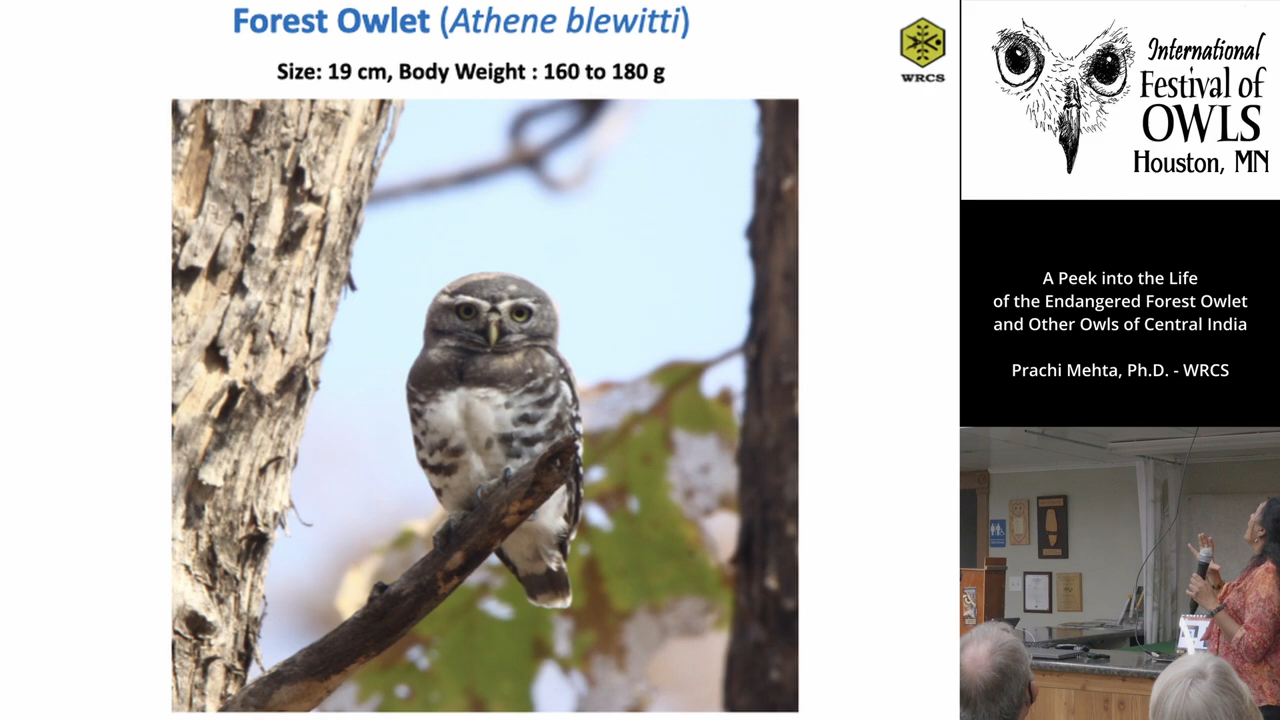 Forest Owlet (Athene blewitti)
Size: 19 cm, Body Weight : 160 to 180 g
WRCS
International
Festival of
OWLS
Houston, MN
A Peek into the Life
of the Endangered Forest Owlet
and Other Owls of Central India
Prachi Mehta, Ph.D. - WRCS